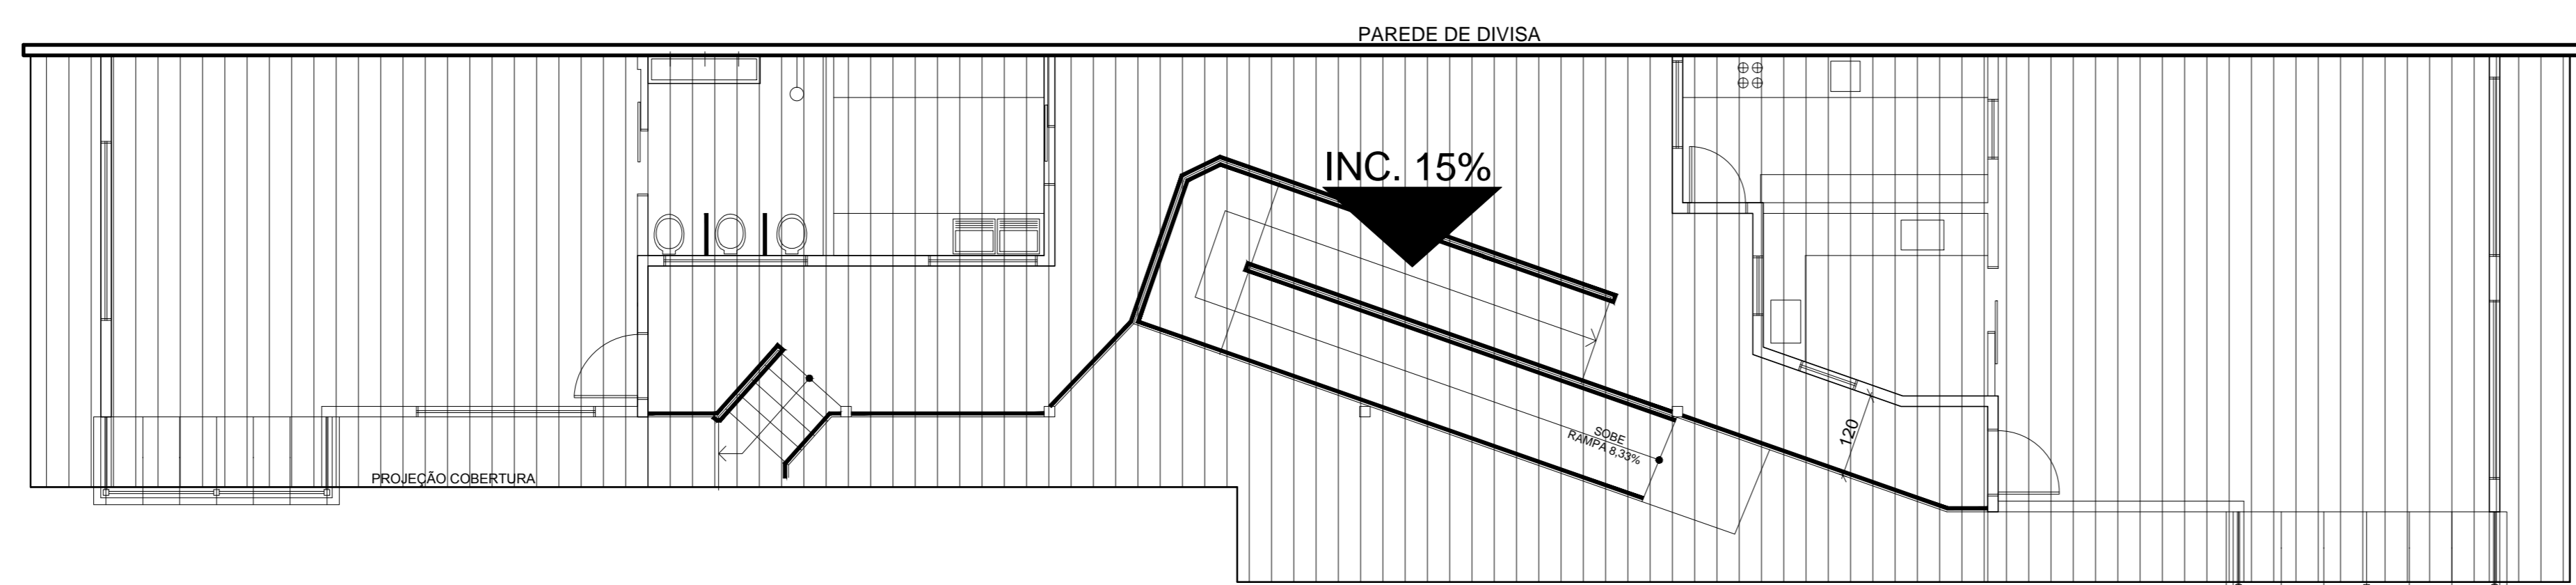 PAREDE DE DIVISA
INC. 15%
SOBE
RAMPA 8,33%
120
PROJEÇÃO COBERTURA